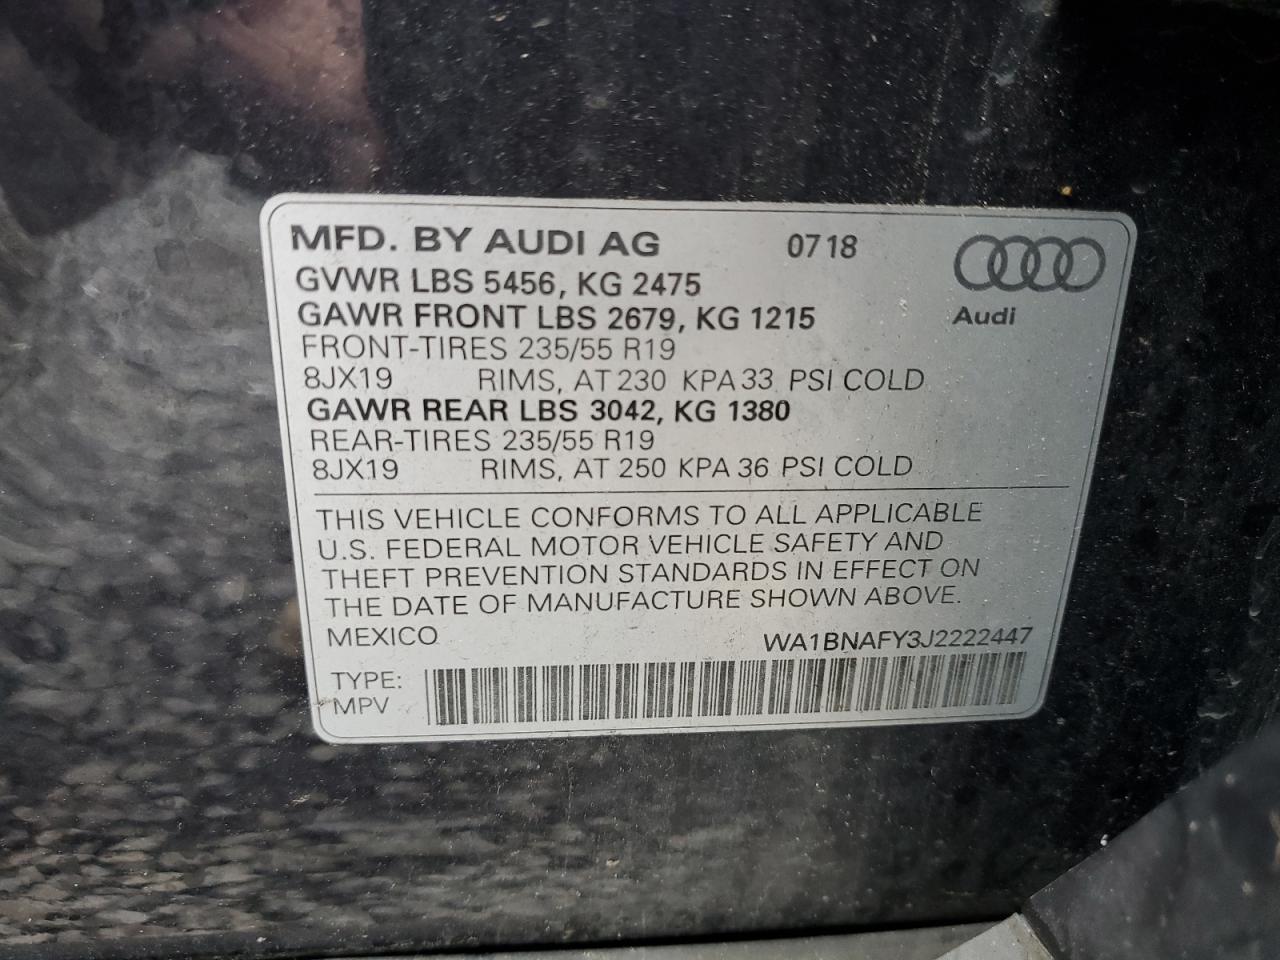 MFD. BY AUDI AG 0718
GVWR LBS 5456, KG 2475
GAWR FRONT LBS 2679, KG 1215
Audi
FRONT-TIRES 235/55 R19
8JX19 RIMS, AT 230 KPA 33 PSI COLD
GAWR REAR LBS 3042, KG 1380
REAR-TIRES 235/55 R19
8JX19 RIMS, AT 250 KPA 36 PSI COLD
THIS VEHICLE CONFORMS TO ALL APPLICABLE
U.S. FEDERAL MOTOR VEHICLE SAFETY AND
THEFT PREVENTION STANDARDS IN EFFECT ON
THE DATE OF MANUFACTURE SHOWN ABOVE.
MEXICO WA1BNAFY3J2222447
TYPE:
MPV